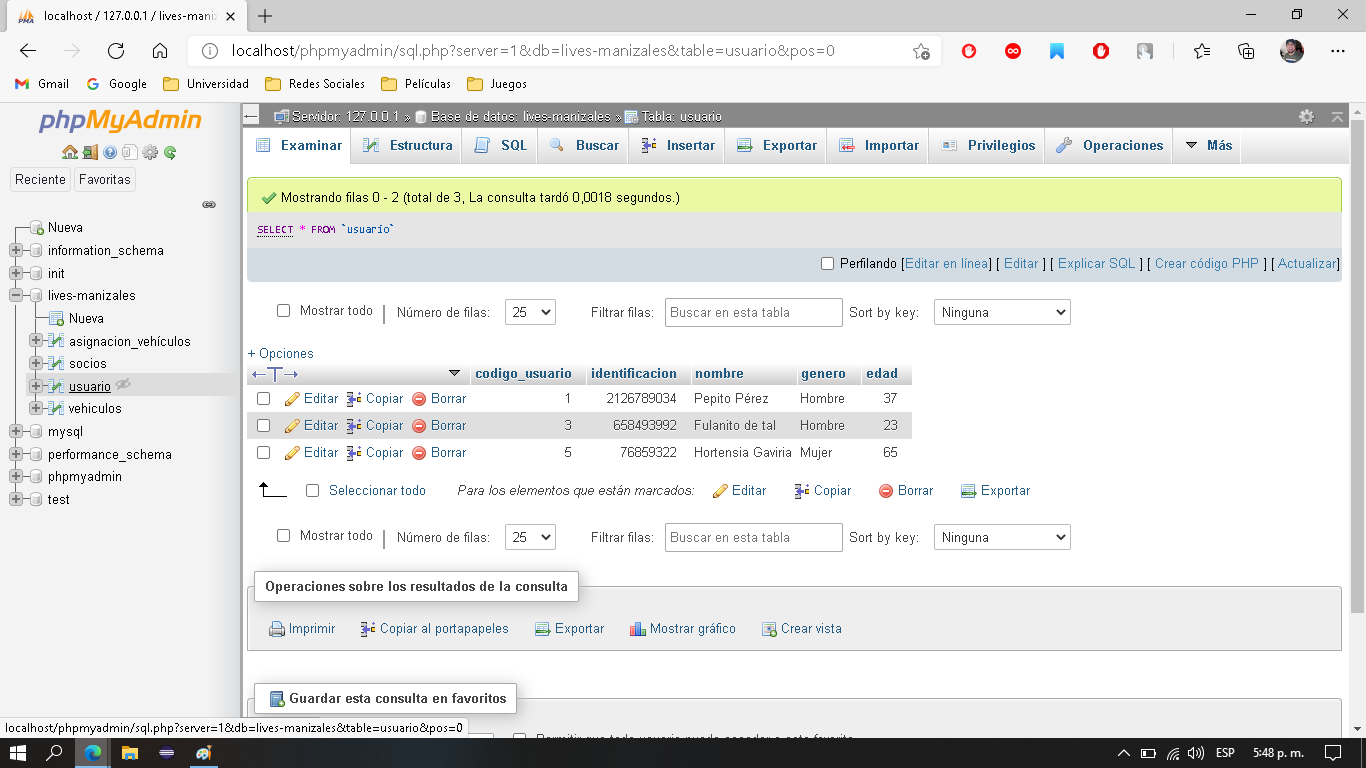 localhost / 127.0.0.1 / lives-maniz
localhost/phpmyadmin/sql.php?server=1&db=lives-manizales&table=usuario&pos=0
Gmail Google Universidad Redes Sociales Películas Juegos
phpMyAdmin
Reciente Favoritas
Nueva
information_schema
init
lives-manizales
Nueva
asignacion_vehículos
socios
usuario
vehiculos
mysql
performance_schema
phpmyadmin
test
Servidor: 127.0.0.1 » Base de datos: lives-manizales » Tabla: usuario
Examinar Estructura SQL Buscar Insertar Exportar Importar Privilegios Operaciones Más
Mostrando filas 0 - 2 (total de 3, La consulta tardó 0,0018 segundos.)
SELECT * FROM `usuario`
Perfilando [Editar en línea] [ Editar ] [ Explicar SQL ] [ Crear código PHP ] [ Actualizar]
Mostrar todo | Número de filas: 25 Filtrar filas: Buscar en esta tabla Sort by key: Ninguna
+ Opciones
codigo_usuario identificacion nombre genero edad
Editar Copiar Borrar 1 2126789034 Pepito Pérez Hombre 37
Editar Copiar Borrar 3 658493992 Fulanito de tal Hombre 23
Editar Copiar Borrar 5 76859322 Hortensia Gaviria Mujer 65
Seleccionar todo Para los elementos que están marcados: Editar Copiar Borrar Exportar
Mostrar todo | Número de filas: 25 Filtrar filas: Buscar en esta tabla Sort by key: Ninguna
Operaciones sobre los resultados de la consulta
Imprimir Copiar al portapapeles Exportar Mostrar gráfico Crear vista
Guardar esta consulta en favoritos
Permitir que todo usuario pueda acceder a este favorito
localhost/phpmyadmin/sql.php?server=1&db=lives-manizales&table=usuario&pos=0
ESP 5:48 p. m.